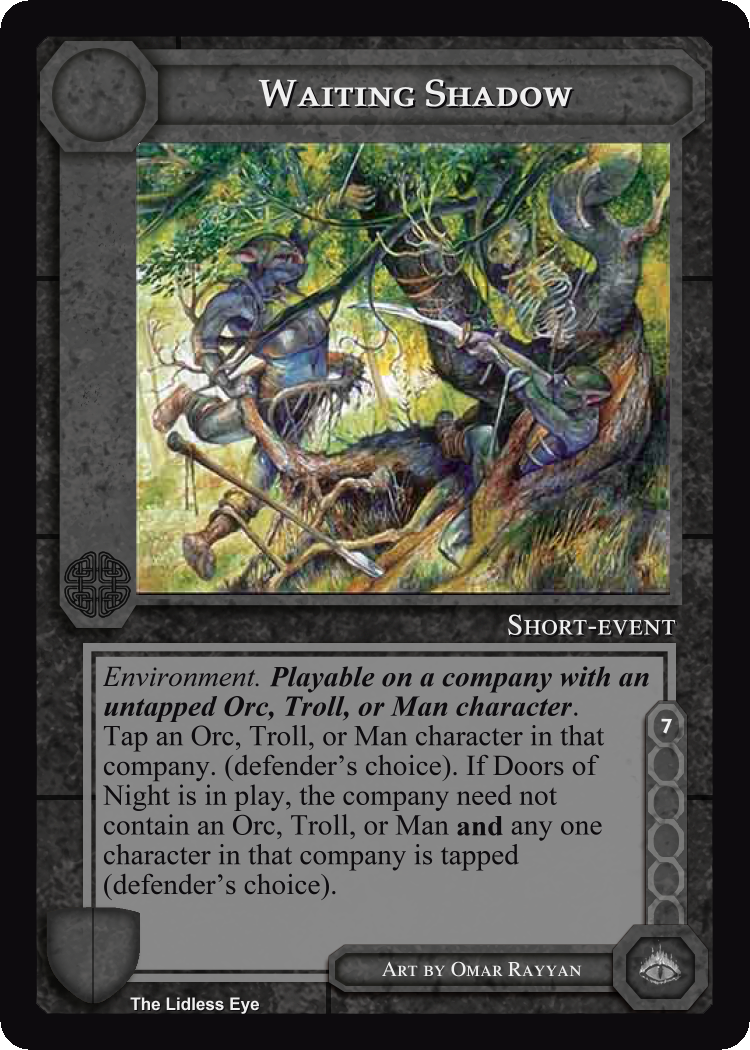 Waiting Shadow
Short-event
Environment. Playable on a company with an
untapped Orc, Troll, or Man character.
Tap an Orc, Troll, or Man character in that
company. (defender's choice). If Doors of
Night is in play, the company need not
contain an Orc, Troll, or Man and any one
character in that company is tapped
(defender's choice).
7
Art by Omar Rayyan
The Lidless Eye